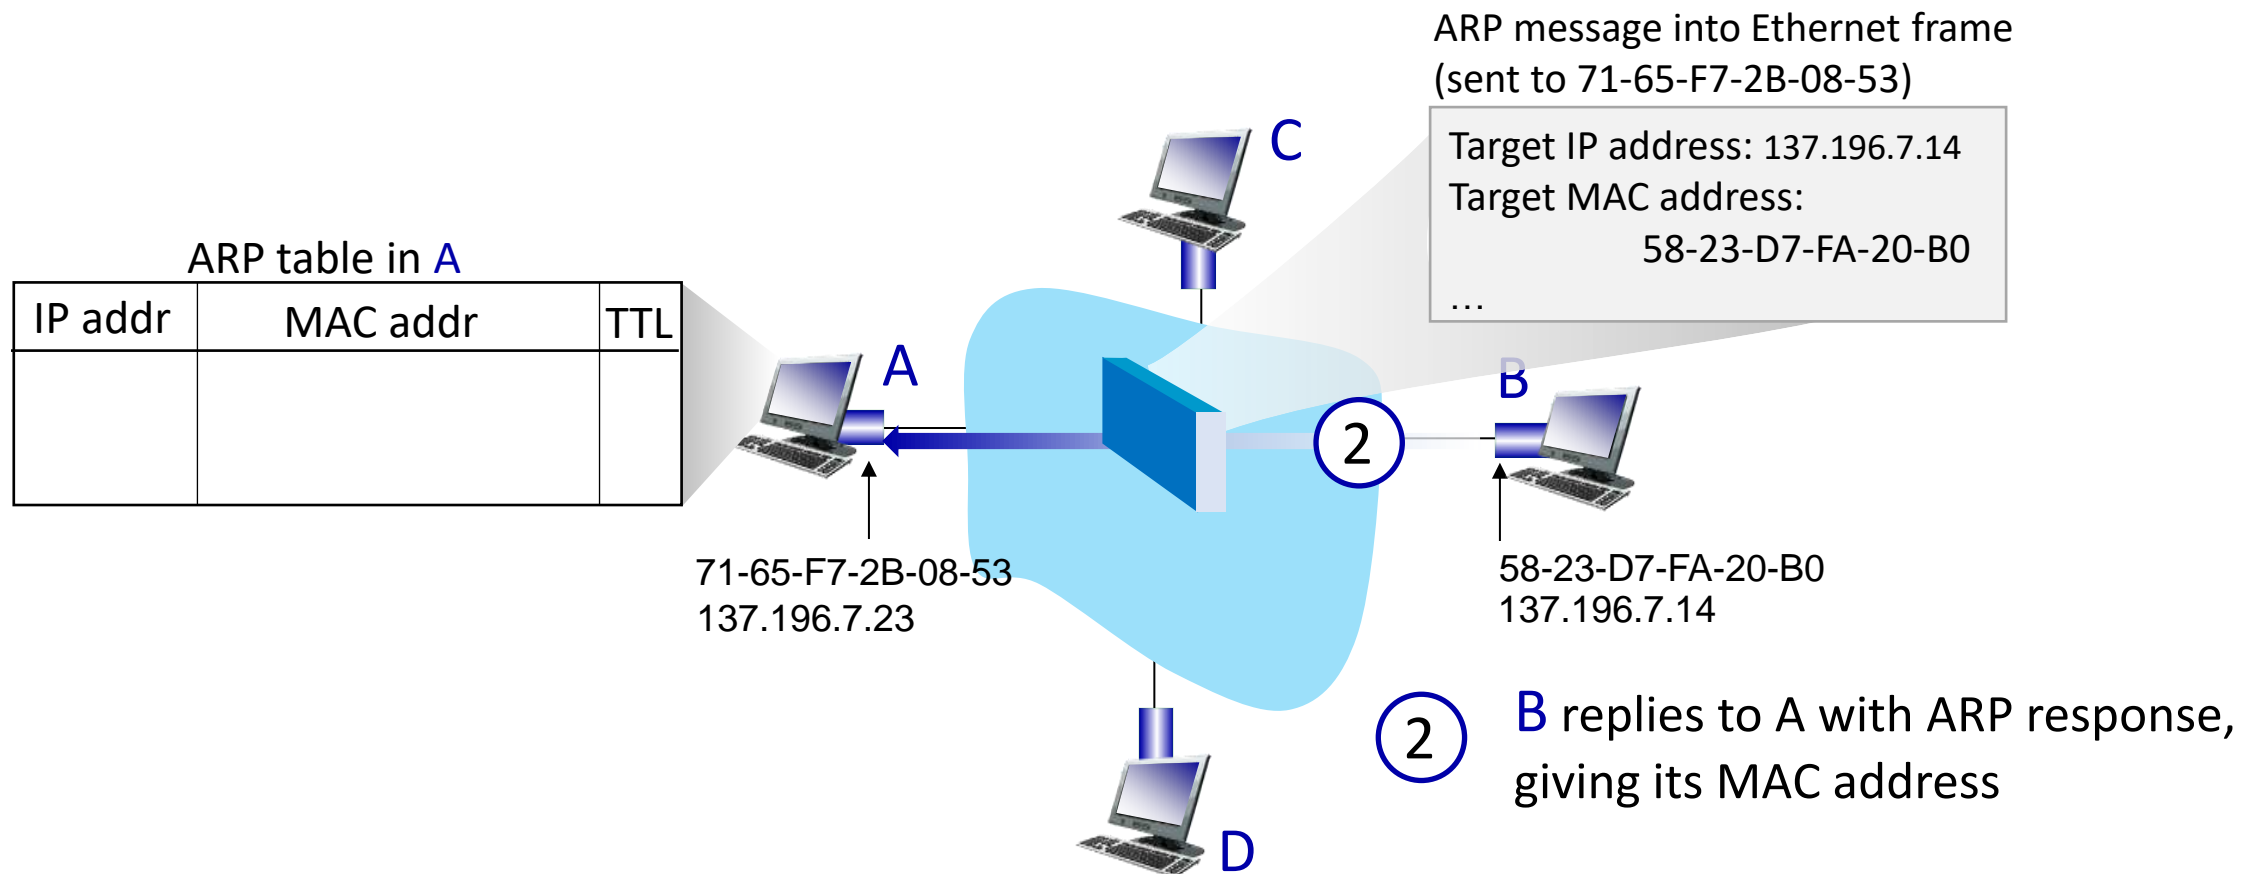 ARP message into Ethernet frame
(sent to 71-65-F7-2B-08-53)
Target IP address: 137.196.7.14
Target MAC address:
58-23-D7-FA-20-B0
...
C
ARP table in A
IP addr MAC addr TTL
A
B
2
71-65-F7-2B-08-53
137.196.7.23
58-23-D7-FA-20-B0
137.196.7.14
2 B replies to A with ARP response,
giving its MAC address
D